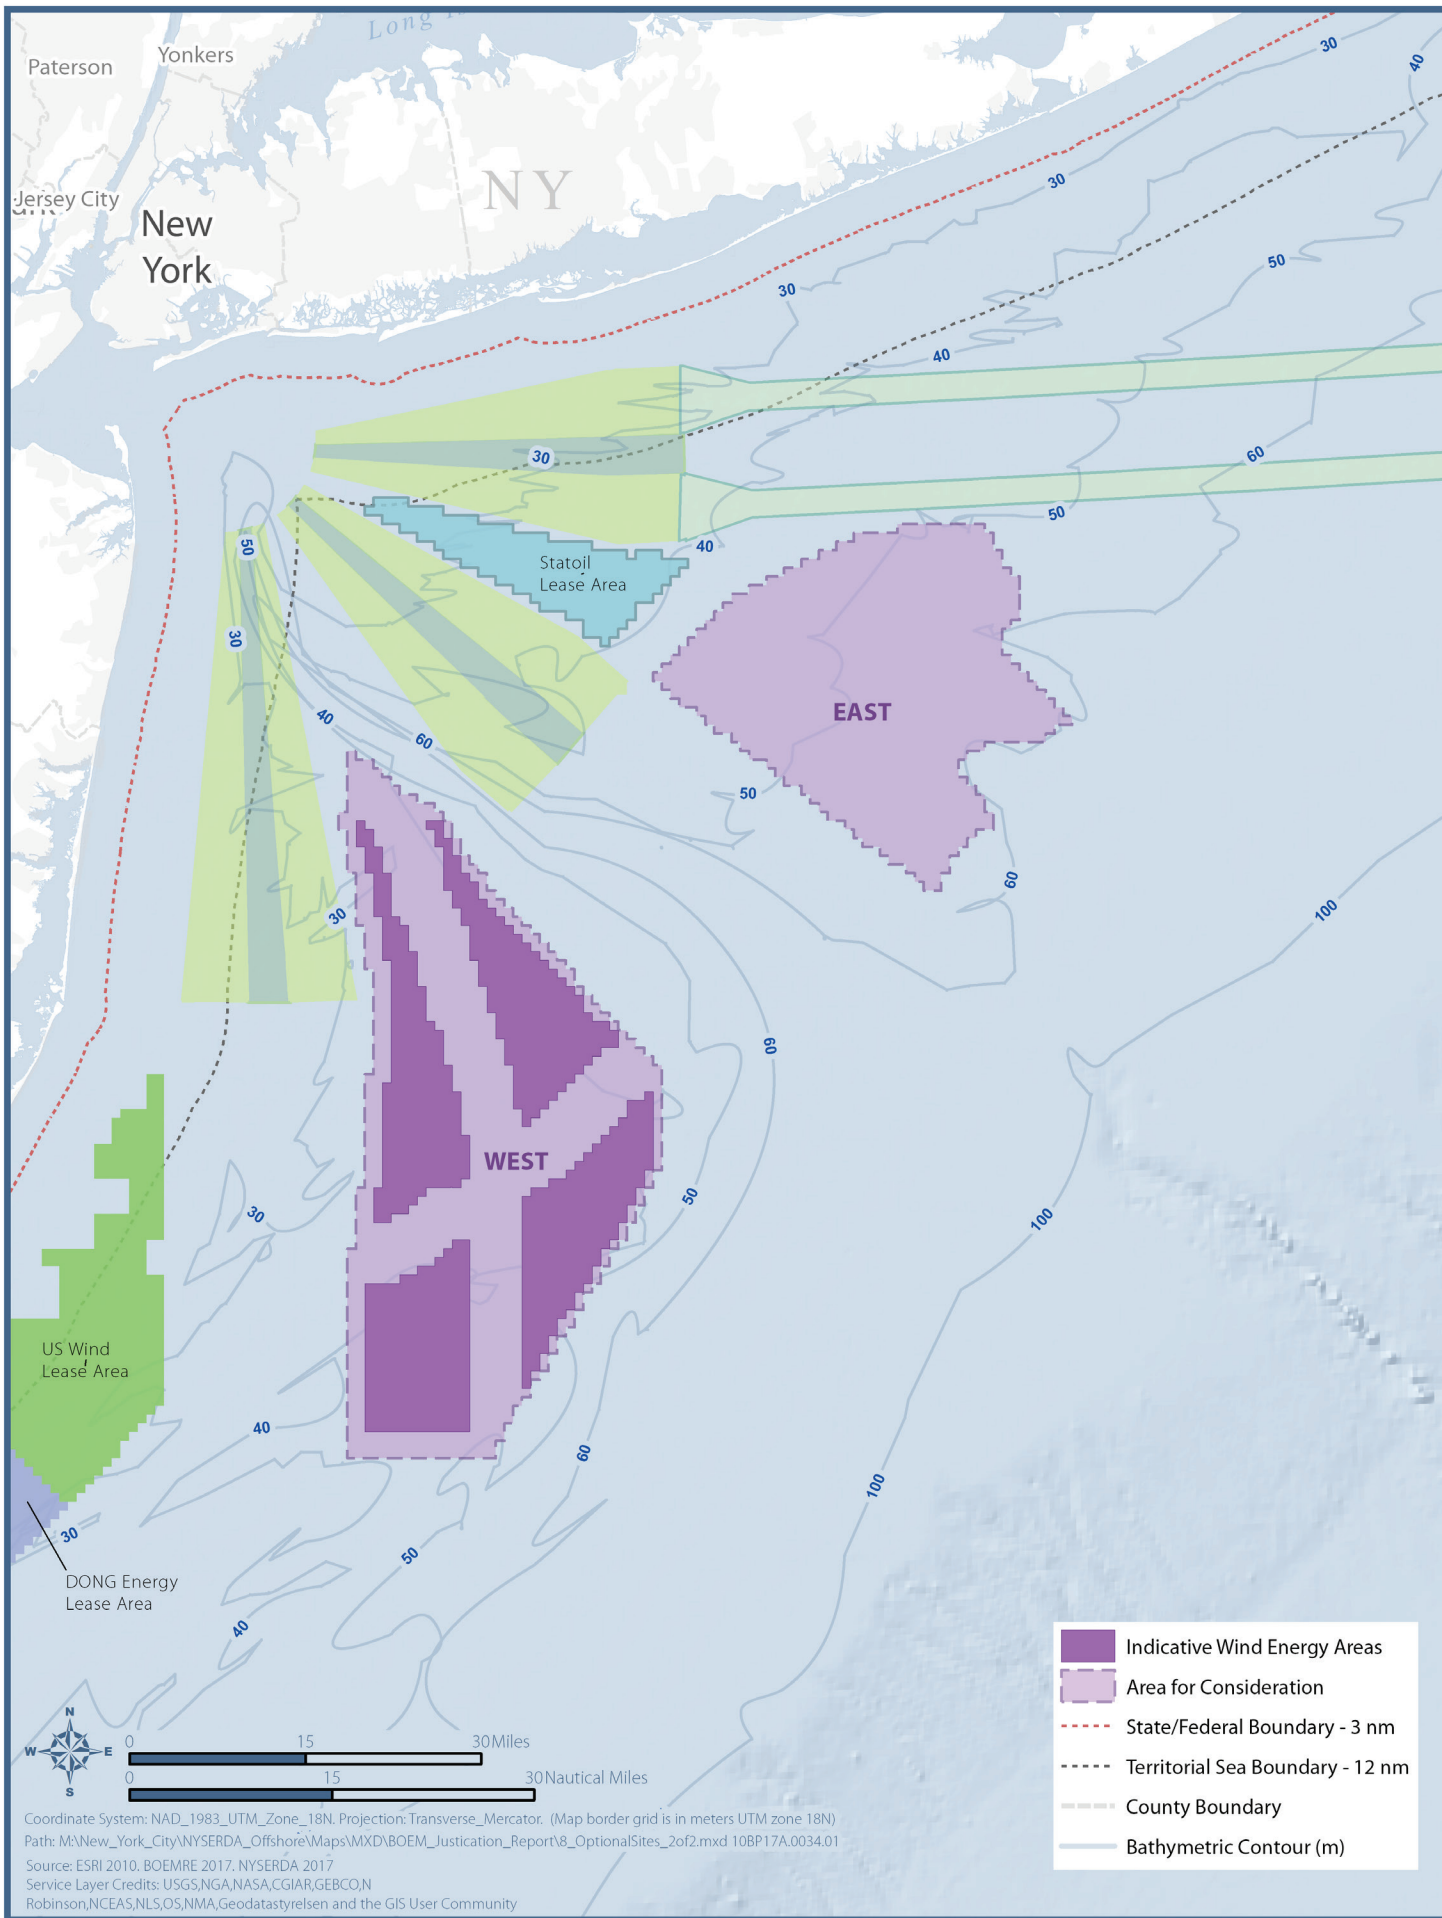 Long
Paterson
Yonkers
Jersey City
New
York
NY
30
40
30
50
30
40
60
30
50
40
50
30
40
60
50
30
60
100
60
50
30
100
40
60
100
30
50
40
Statoil
Lease Area
EAST
WEST
US Wind
Lease Area
DONG Energy
Lease Area
Indicative Wind Energy Areas
Area for Consideration
State/Federal Boundary - 3 nm
Territorial Sea Boundary - 12 nm
County Boundary
Bathymetric Contour (m)
N
W E
S
0 15 30 Miles
0 15 30 Nautical Miles
Coordinate System: NAD_1983_UTM_Zone_18N. Projection: Transverse_Mercator. (Map border grid is in meters UTM zone 18N)
Path: M:\New_York_City\NYSERDA_Offshore\Maps\MXD\BOEM_Justication_Report\8_OptionalSites_2of2.mxd 10BP17A.0034.01
Source: ESRI 2010. BOEMRE 2017. NYSERDA 2017
Service Layer Credits: USGS,NGA,NASA,CGIAR,GEBCO,N
Robinson,NCEAS,NLS,OS,NMA,Geodatastyrelsen and the GIS User Community